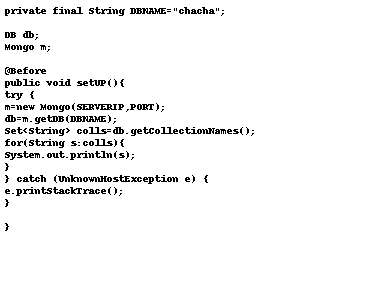 private final String DBNAME="chacha";
DB db;
Mongo m;
@Before
public void setUP(){
try {
m=new Mongo(SERVERIP,PORT);
db=m.getDB(DBNAME);
Set<String> colls=db.getCollectionNames();
for(String s:colls){
System.out.println(s);
}
} catch (UnknownHostException e) {
e.printStackTrace();
}
}